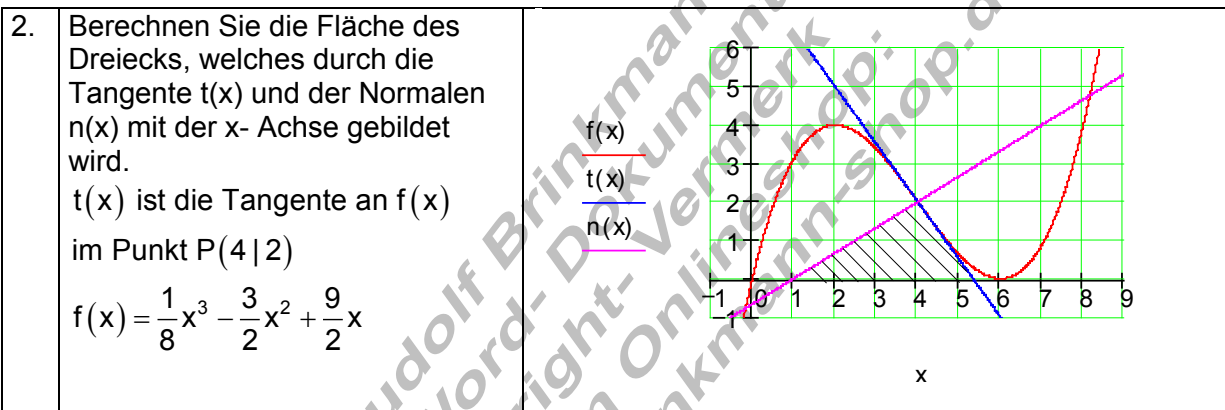 2. Berechnen Sie die Fläche des
Dreiecks, welches durch die
Tangente t(x) und der Normalen
n(x) mit der x- Achse gebildet
wird.
t(x) ist die Tangente an f(x)
im Punkt P(4|2)
f(x) = 1/8 x³ − 3/2 x² + 9/2 x
f(x)
t(x)
n(x)
6
5
4
3
2
1
−1 0 1 2 3 4 5 6 7 8 9
−1
x